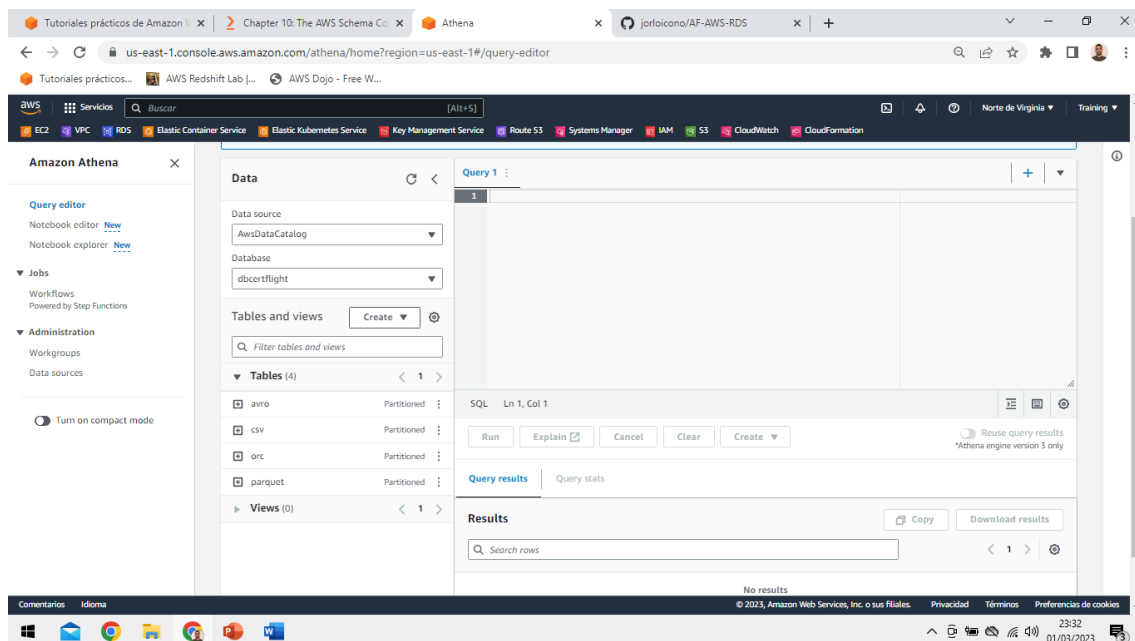 Tutoriales prácticos de Amazon W
Chapter 10: The AWS Schema Co
Athena
jorloicono/AF-AWS-RDS
us-east-1.console.aws.amazon.com/athena/home?region=us-east-1#/query-editor
Tutoriales prácticos...
AWS Redshift Lab |...
AWS Dojo - Free W...
aws
Servicios
Buscar
[Alt+S]
Norte de Virginia
Training
EC2
VPC
RDS
Elastic Container Service
Elastic Kubernetes Service
Key Management Service
Route 53
Systems Manager
IAM
S3
CloudWatch
CloudFormation
Amazon Athena
Query editor
Notebook editor New
Notebook explorer New
Jobs
Workflows
Powered by Step Functions
Administration
Workgroups
Data sources
Turn on compact mode
Data
Data source
AwsDataCatalog
Database
dbcertflight
Tables and views
Create
Filter tables and views
Tables (4)
< 1 >
avro Partitioned
csv Partitioned
orc Partitioned
parquet Partitioned
Views (0)
< 1 >
Query 1
1
SQL Ln 1, Col 1
Run
Explain
Cancel
Clear
Create
Reuse query results
*Athena engine version 3 only
Query results
Query stats
Results
Copy
Download results
Search rows
< 1 >
No results
Comentarios
Idioma
© 2023, Amazon Web Services, Inc. o sus filiales.
Privacidad
Términos
Preferencias de cookies
23:32
01/03/2023
3